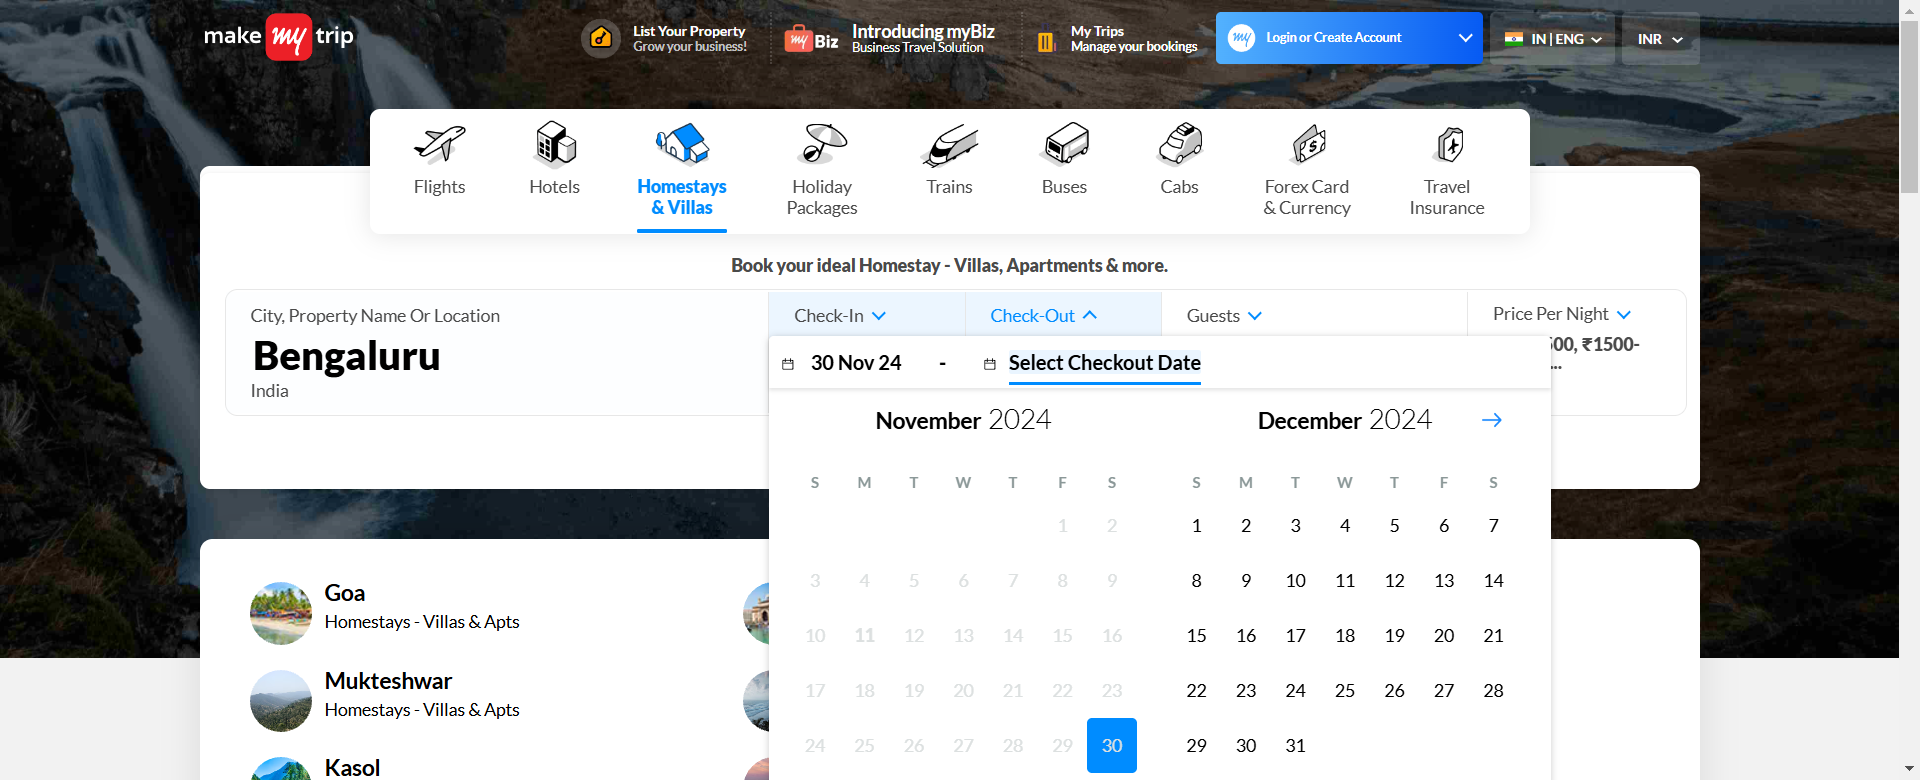 make my trip
List Your Property
Grow your business!
my Biz
Introducing myBiz
Business Travel Solution
My Trips
Manage your bookings
my
Login or Create Account
IN | ENG
INR
Flights
Hotels
Homestays
& Villas
Holiday
Packages
Trains
Buses
Cabs
Forex Card
& Currency
Travel
Insurance
Book your ideal Homestay - Villas, Apartments & more.
City, Property Name Or Location
Check-In
Check-Out
Guests
Price Per Night
Bengaluru
India
00, ₹1500-
...
30 Nov 24 - Select Checkout Date
November 2024
December 2024
S M T W T F S
S M T W T F S
1 2
1 2 3 4 5 6 7
3 4 5 6 7 8 9
8 9 10 11 12 13 14
10 11 12 13 14 15 16
15 16 17 18 19 20 21
17 18 19 20 21 22 23
22 23 24 25 26 27 28
24 25 26 27 28 29 30
29 30 31
Goa
Homestays - Villas & Apts
Mukteshwar
Homestays - Villas & Apts
Kasol